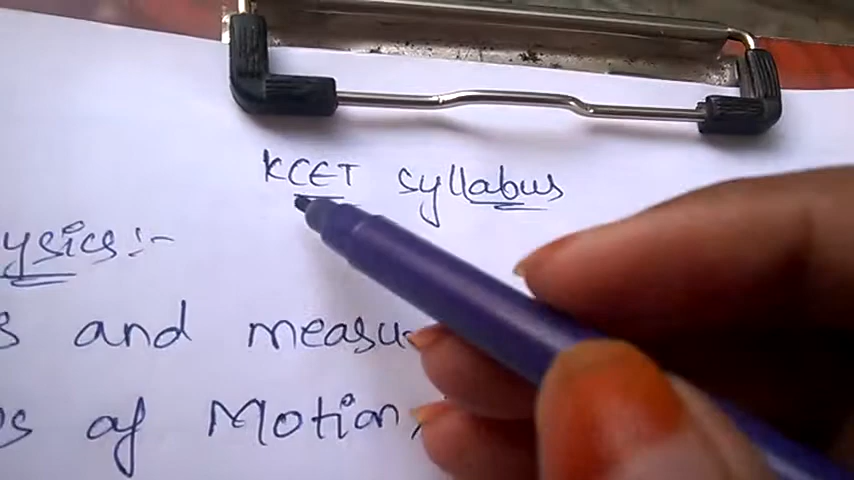 KCET syllabus
ysics :-
s and measu
s of Motion,